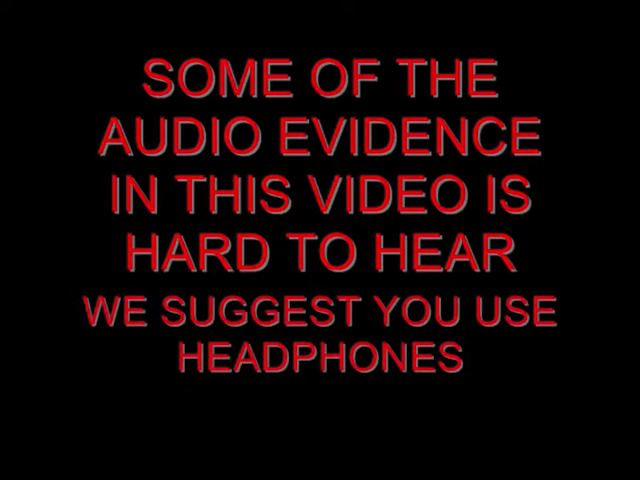 SOME OF THE
AUDIO EVIDENCE
IN THIS VIDEO IS
HARD TO HEAR
WE SUGGEST YOU USE
HEADPHONES